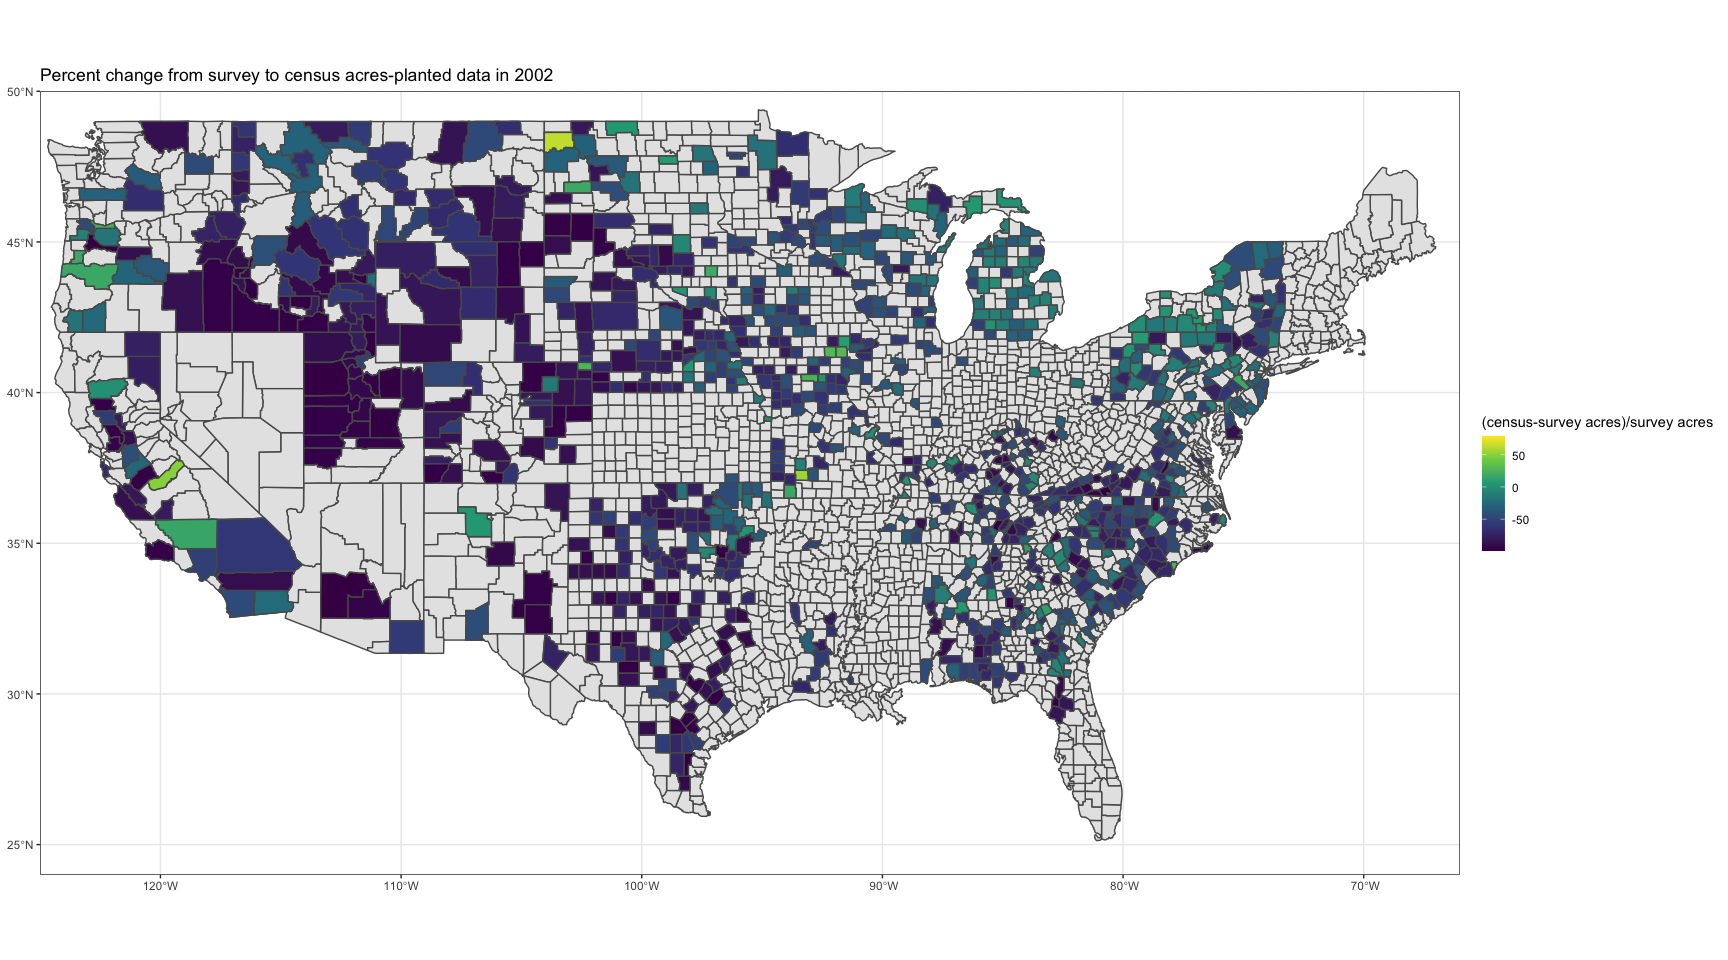 Percent change from survey to census acres-planted data in 2002
50°N
45°N
40°N
35°N
30°N
25°N
120°W
110°W
100°W
90°W
80°W
70°W
(census-survey acres)/survey acres
50
0
-50